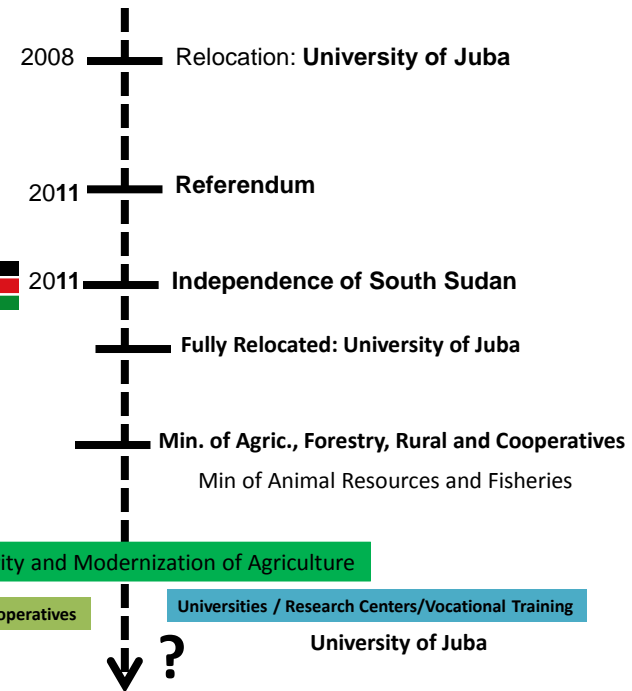 2008 Relocation: University of Juba
2011 Referendum
2011 Independence of South Sudan
Fully Relocated: University of Juba
Min. of Agric., Forestry, Rural and Cooperatives
Min of Animal Resources and Fisheries
ity and Modernization of Agriculture
operatives Universities / Research Centers/Vocational Training
? University of Juba